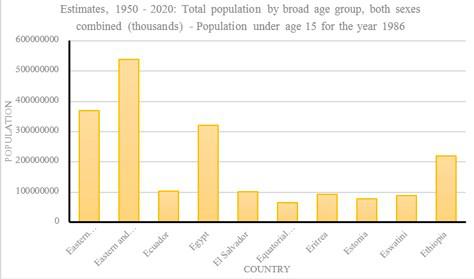 Estimates, 1950 - 2020: Total population by broad age group, both sexes
combined (thousands) - Population under age 15 for the year 1986
POPULATION
600000000
500000000
400000000
300000000
200000000
100000000
0
Eastern…
Eastern and…
Ecuador
Egypt
El Salvador
Equatorial…
Eritrea
Estonia
Eswatini
Ethiopia
COUNTRY